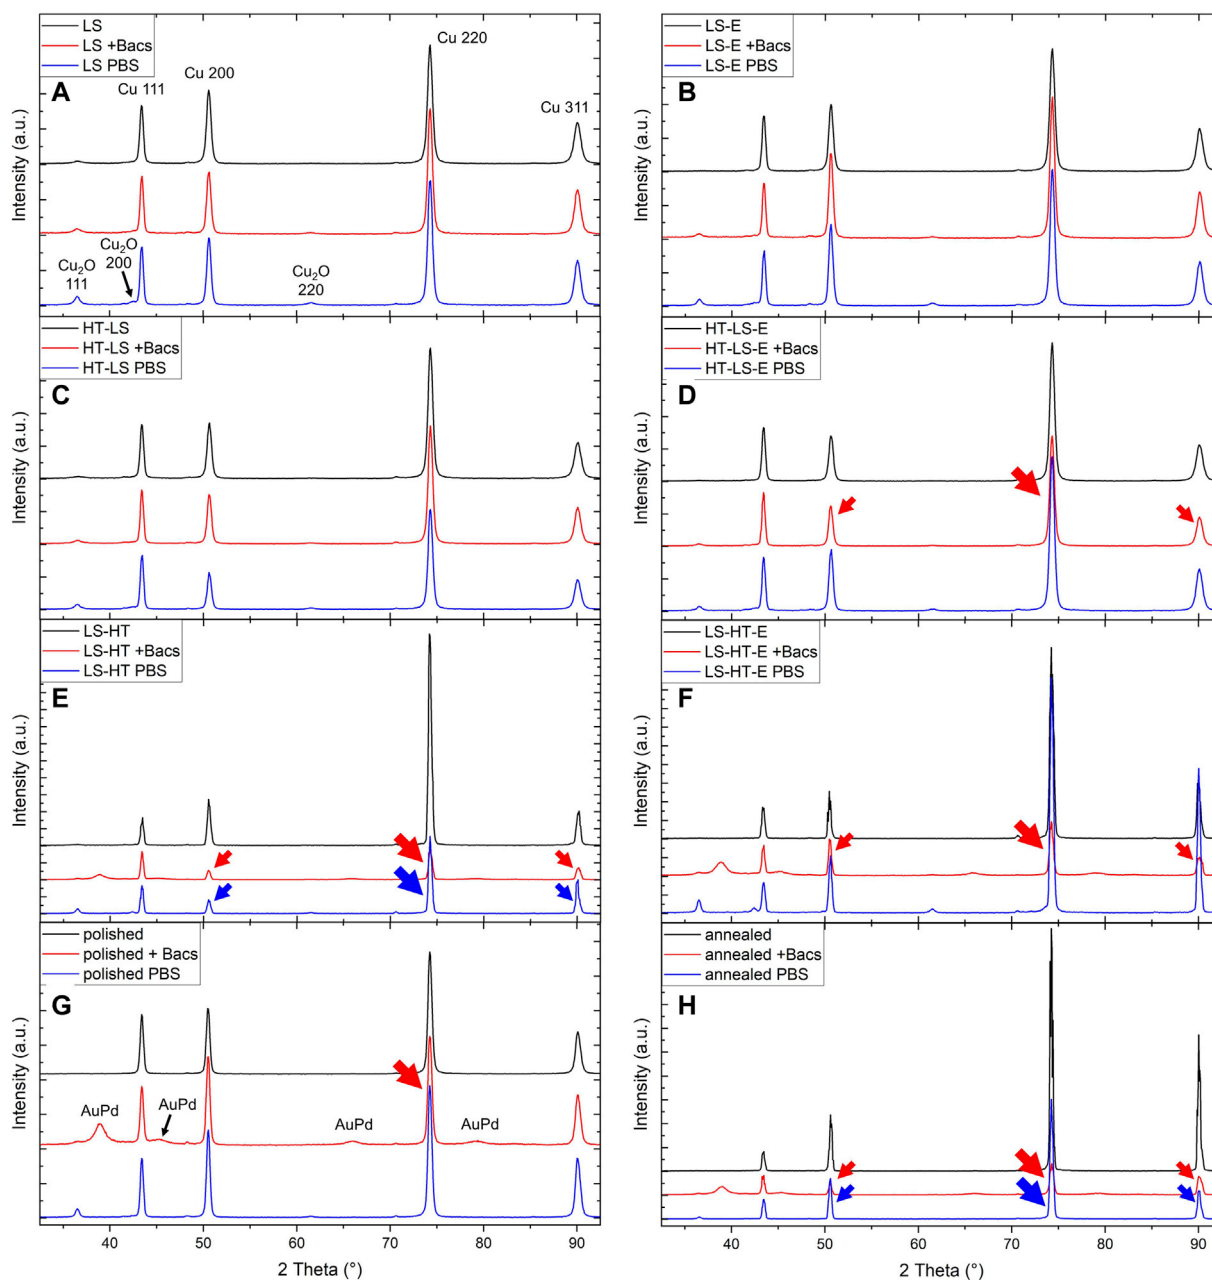 LS
LS +Bacs
LS PBS
A
Cu 111
Cu 200
Cu 220
Cu 311
Cu₂O
111
Cu₂O
200
Cu₂O
220
Intensity (a.u.)
LS-E
LS-E +Bacs
LS-E PBS
B
Intensity (a.u.)
HT-LS
HT-LS +Bacs
HT-LS PBS
C
Intensity (a.u.)
HT-LS-E
HT-LS-E +Bacs
HT-LS-E PBS
D
Intensity (a.u.)
LS-HT
LS-HT +Bacs
LS-HT PBS
E
Intensity (a.u.)
LS-HT-E
LS-HT-E +Bacs
LS-HT-E PBS
F
Intensity (a.u.)
polished
polished + Bacs
polished PBS
G
AuPd
AuPd
AuPd
AuPd
Intensity (a.u.)
40 50 60 70 80 90
2 Theta (°)
annealed
annealed +Bacs
annealed PBS
H
Intensity (a.u.)
40 50 60 70 80 90
2 Theta (°)